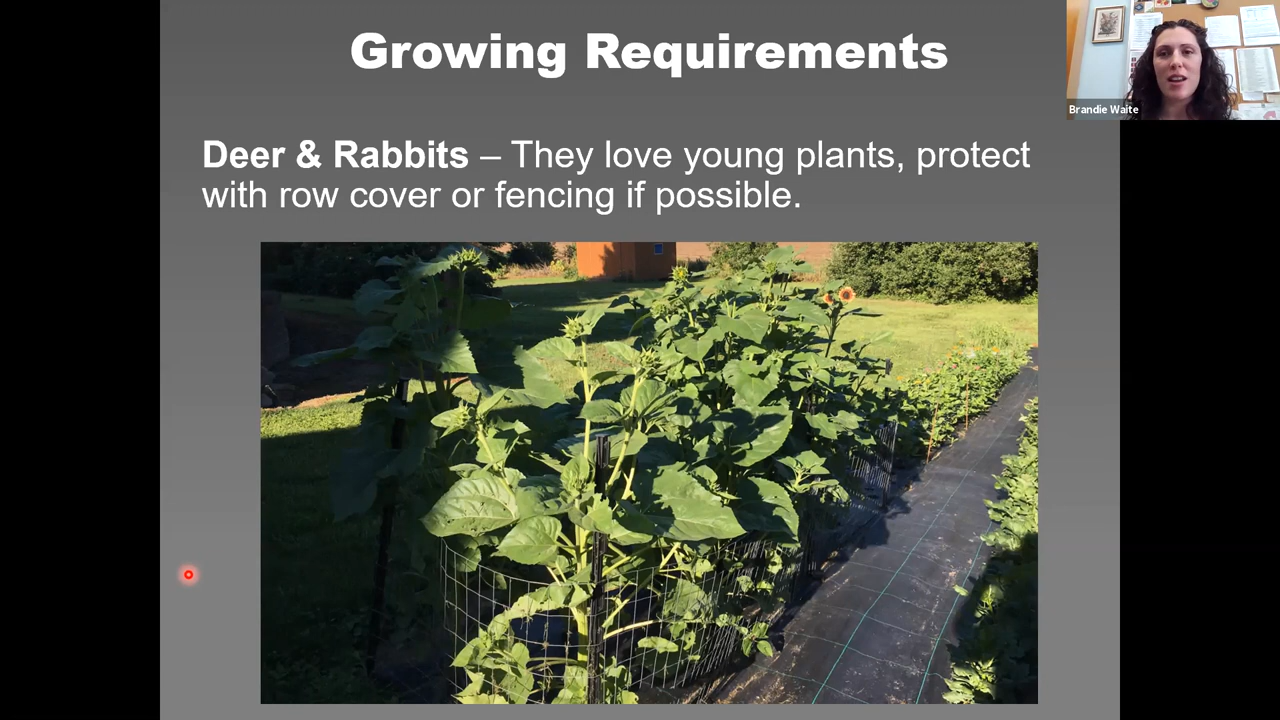 Growing Requirements
Brandie Waite
Deer & Rabbits – They love young plants, protect
with row cover or fencing if possible.